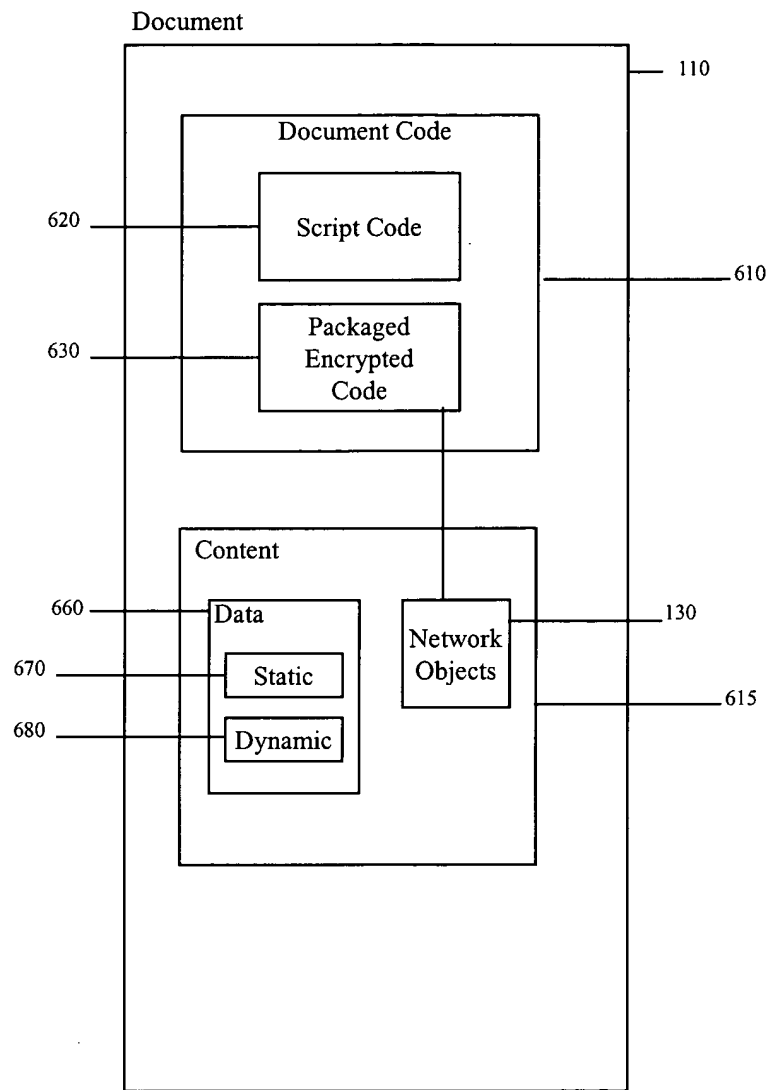 Document
110
Document Code
620
Script Code
610
630
Packaged
Encrypted
Code
Content
660
Data
130
Network
Objects
670
Static
615
680
Dynamic